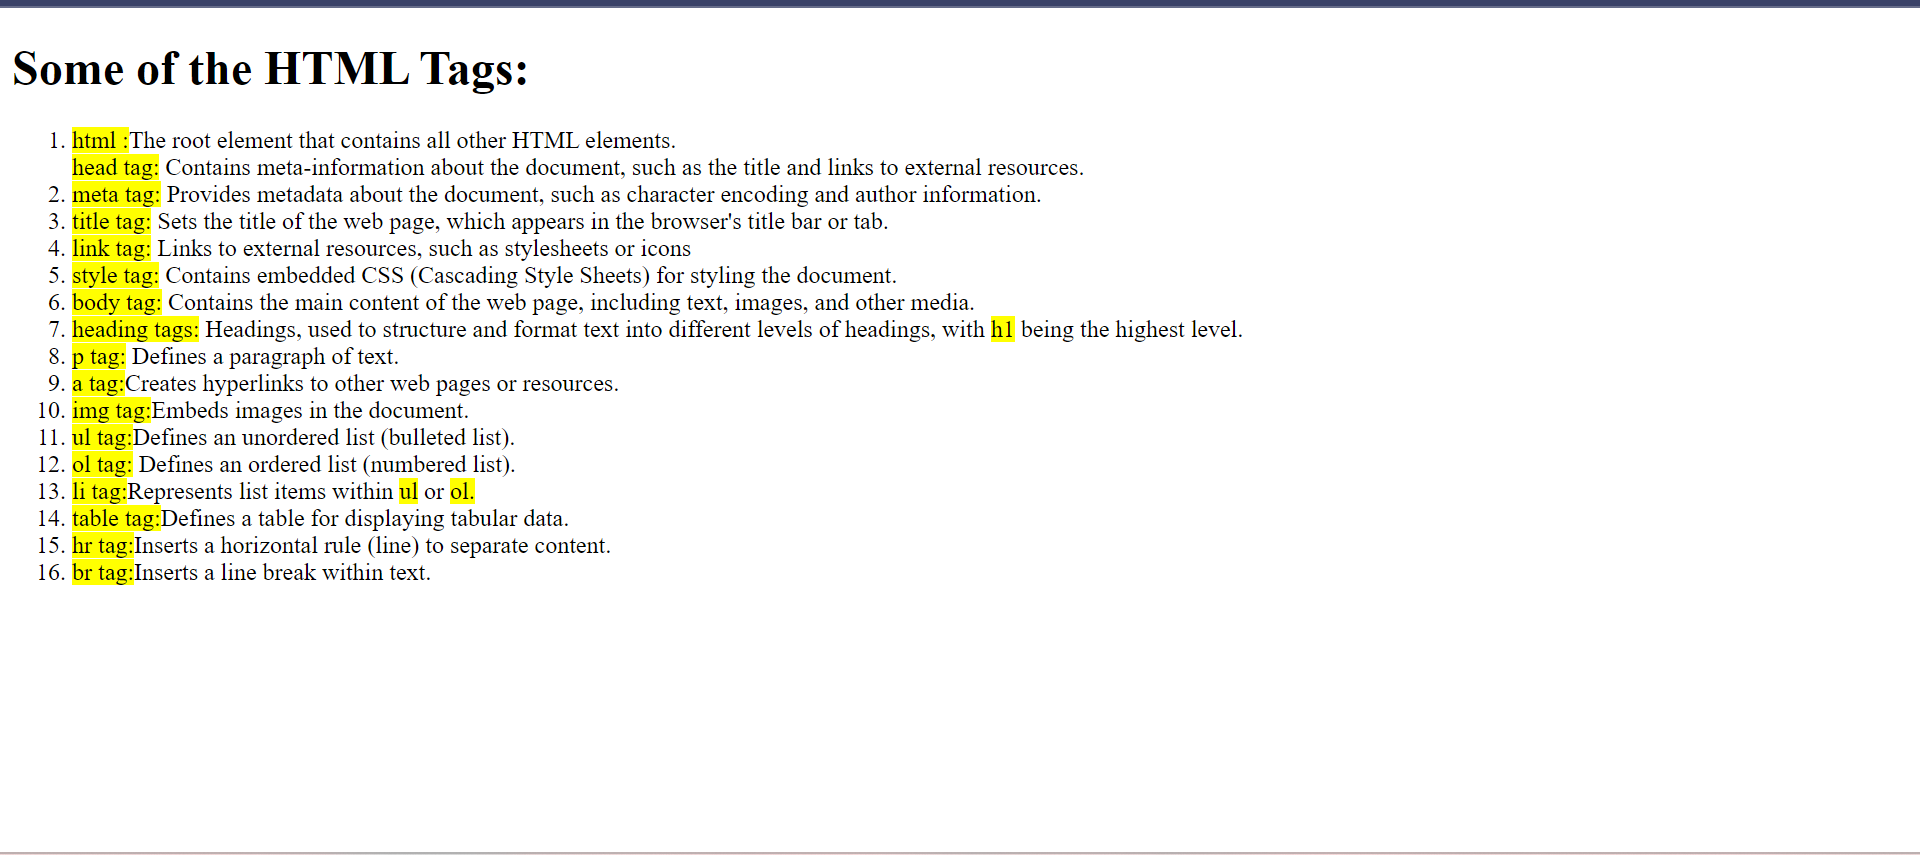 Some of the HTML Tags:
1. html :The root element that contains all other HTML elements.
head tag: Contains meta-information about the document, such as the title and links to external resources.
2. meta tag: Provides metadata about the document, such as character encoding and author information.
3. title tag: Sets the title of the web page, which appears in the browser's title bar or tab.
4. link tag: Links to external resources, such as stylesheets or icons
5. style tag: Contains embedded CSS (Cascading Style Sheets) for styling the document.
6. body tag: Contains the main content of the web page, including text, images, and other media.
7. heading tags: Headings, used to structure and format text into different levels of headings, with h1 being the highest level.
8. p tag: Defines a paragraph of text.
9. a tag:Creates hyperlinks to other web pages or resources.
10. img tag:Embeds images in the document.
11. ul tag:Defines an unordered list (bulleted list).
12. ol tag: Defines an ordered list (numbered list).
13. li tag:Represents list items within ul or ol.
14. table tag:Defines a table for displaying tabular data.
15. hr tag:Inserts a horizontal rule (line) to separate content.
16. br tag:Inserts a line break within text.